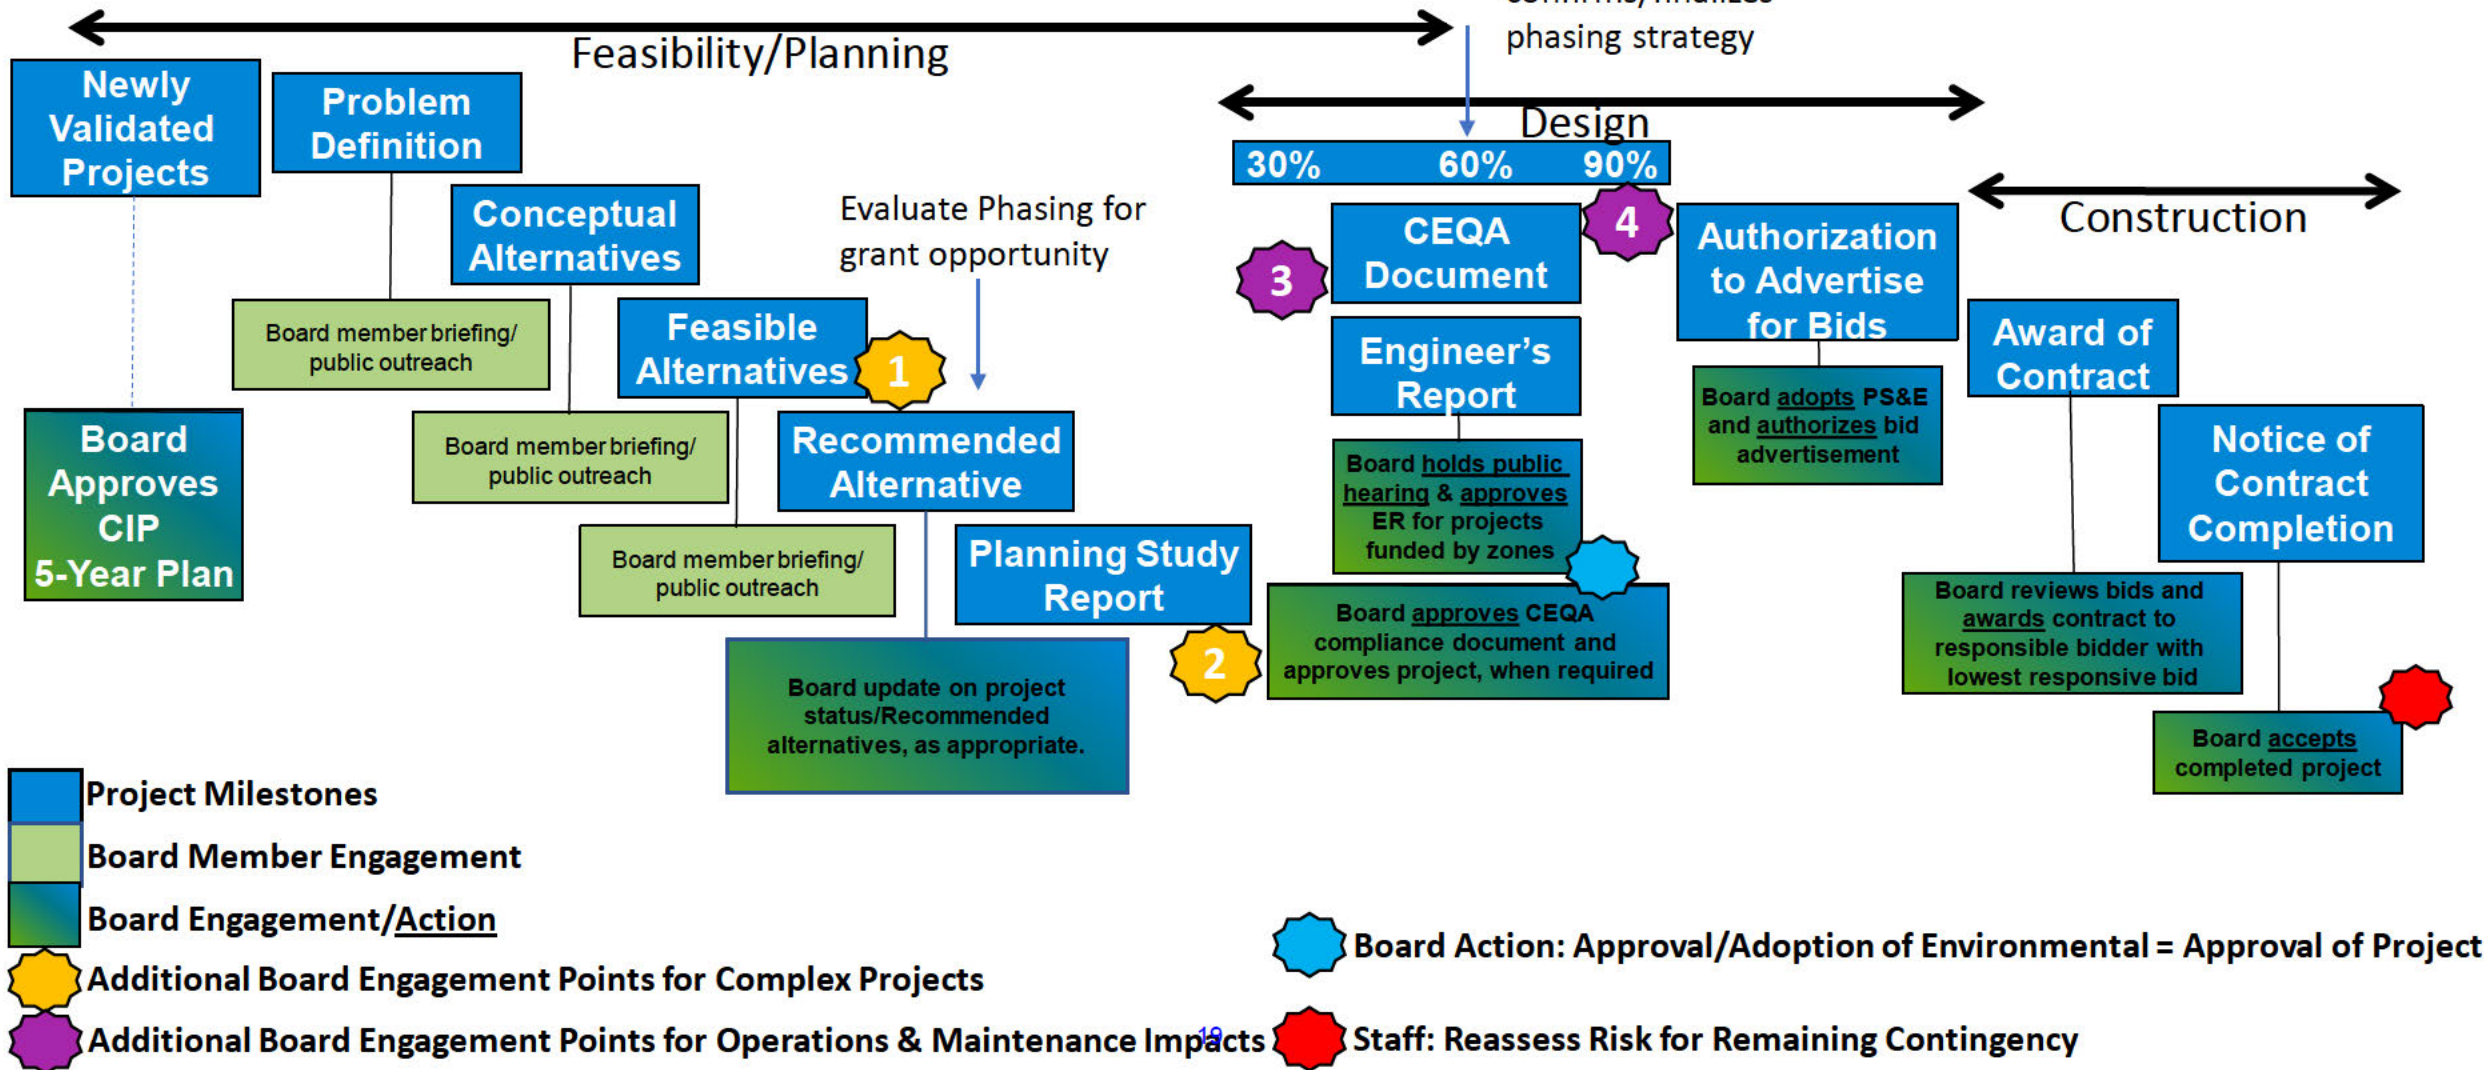 phasing strategy
Feasibility/Planning
Design
Construction
Newly
Validated
Projects
Problem
Definition
Conceptual
Alternatives
Evaluate Phasing for
grant opportunity
30% 60% 90%
Feasible
Alternatives
1
Recommended
Alternative
Planning Study
Report
2
3
4
CEQA
Document
Engineer's
Report
Authorization
to Advertise
for Bids
Award of
Contract
Notice of
Contract
Completion
Board
Approves
CIP
5-Year Plan
Board member briefing/
public outreach
Board member briefing/
public outreach
Board member briefing/
public outreach
Board update on project
status/Recommended
alternatives, as appropriate.
Board holds public
hearing & approves
ER for projects
funded by zones
Board approves CEQA
compliance document and
approves project, when required
Board adopts PS&E
and authorizes bid
advertisement
Board reviews bids and
awards contract to
responsible bidder with
lowest responsive bid
Board accepts
completed project
Project Milestones
Board Member Engagement
Board Engagement/Action
Additional Board Engagement Points for Complex Projects
Additional Board Engagement Points for Operations & Maintenance Impacts
19
Board Action: Approval/Adoption of Environmental = Approval of Project
Staff: Reassess Risk for Remaining Contingency